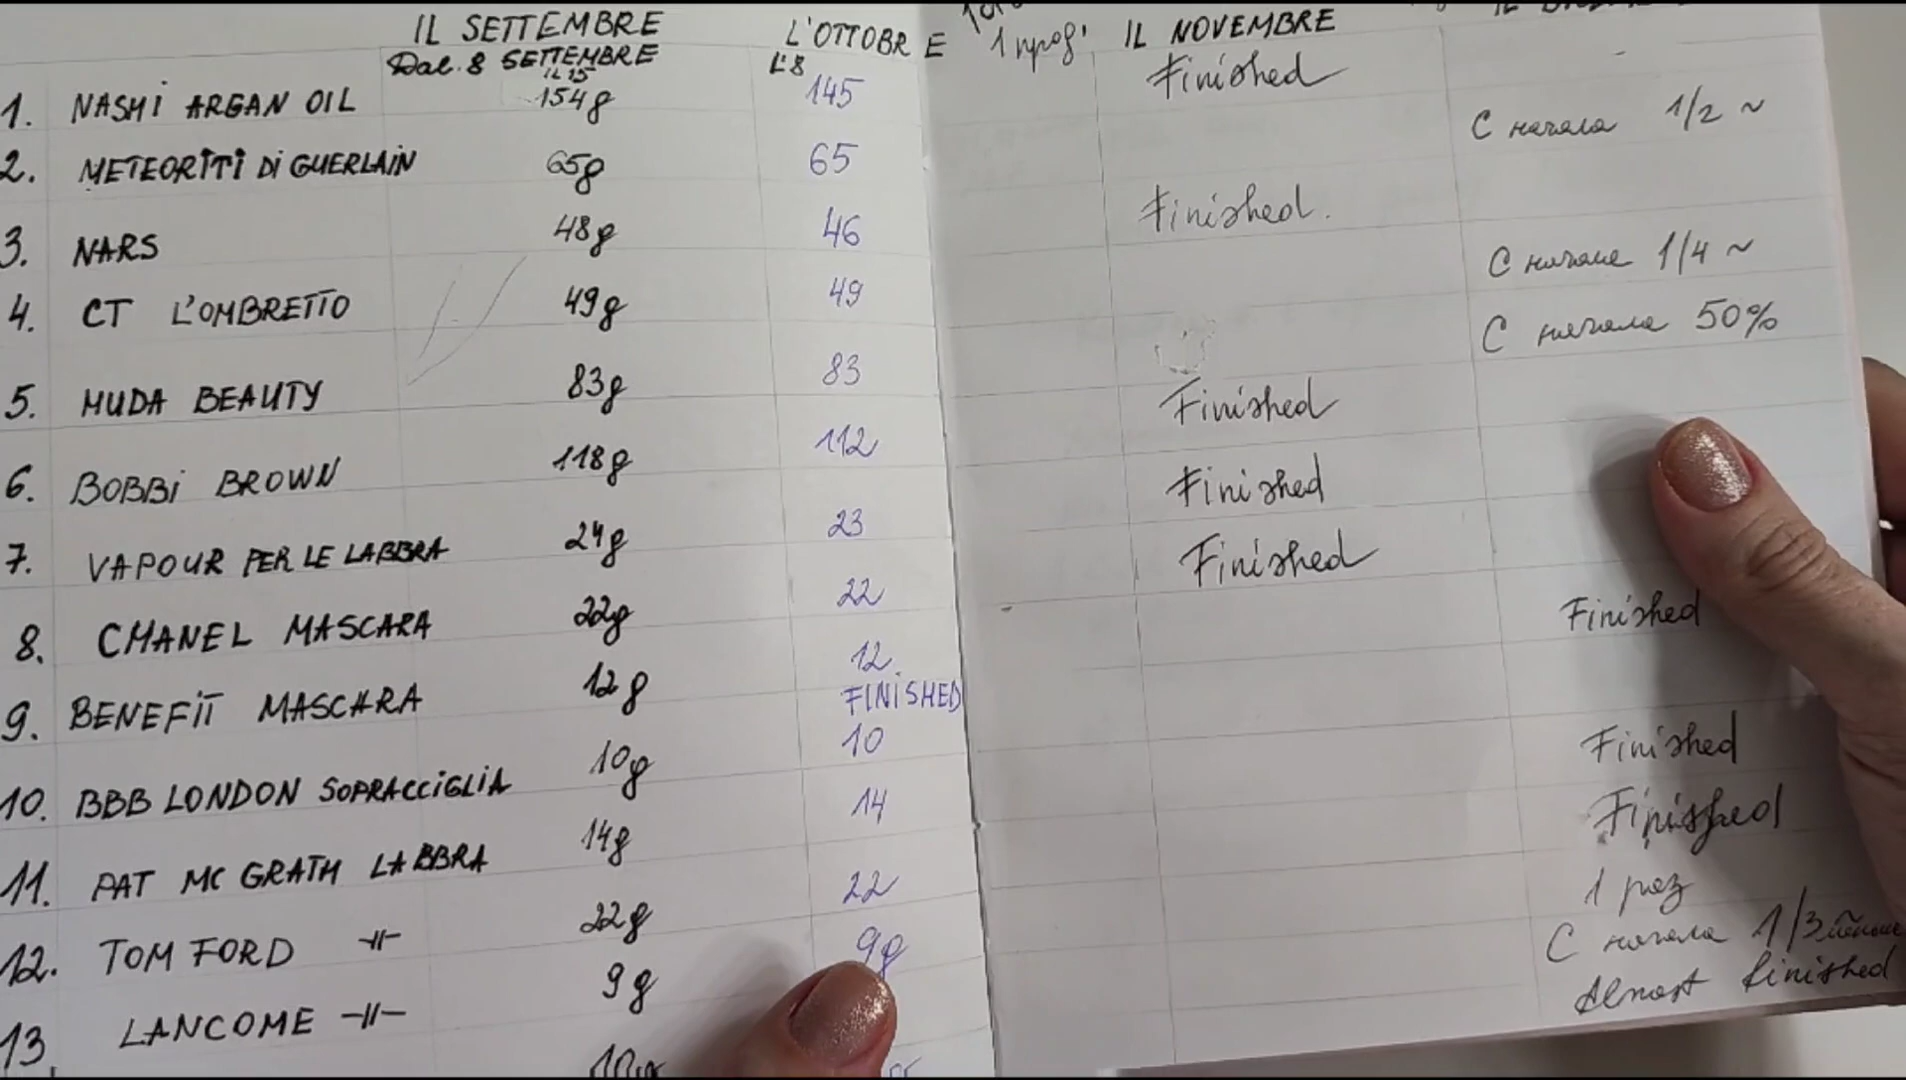 IL SETTEMBRE L'OTTOBRE IL NOVEMBRE
Dal 8 SETTEMBRE L'8
IL 15
1. NASHI ARGAN OIL 154g 145 Finished
С начала 1/2 ~
2. METEORITI Di GUERLAIN 65g 65
3. NARS 48g 46 Finished.
С начала 1/4 ~
4. CT L'OMBRETTO 49g 49
С начала 50%
5. HUDA BEAUTY 83g 83 Finished
6. BOBBi BROWN 118g 112 Finished
7. VAPOUR PER LE LABBRA 24g 23 Finished
8. CHANEL MASCARA 22g 22 Finished
9. BENEFIT MASCARA 12g 12
FINISHED
10. BBB LONDON SOPRACCIGLIA 10g 10 Finished
11. PAT MC GRATH LABBRA 14g 14 Finished
1 раз
12. TOM FORD -//- 22g 22 С начала 1/3
13. LANCOME -//- 9g 9g Almost finished